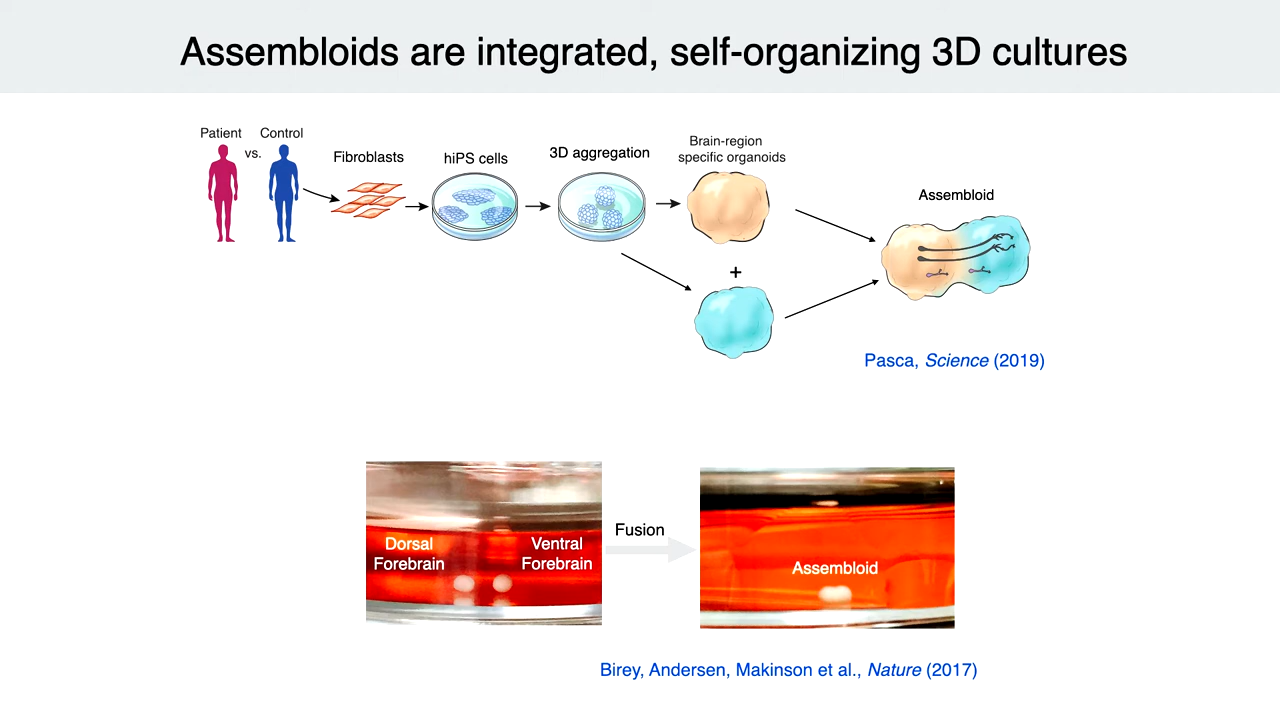 Assembloids are integrated, self-organizing 3D cultures
Patient
vs.
Control
Fibroblasts
hiPS cells
3D aggregation
Brain-region
specific organoids
+
Assembloid
Pasca, Science (2019)
Dorsal
Forebrain
Ventral
Forebrain
Fusion
Assembloid
Birey, Andersen, Makinson et al., Nature (2017)